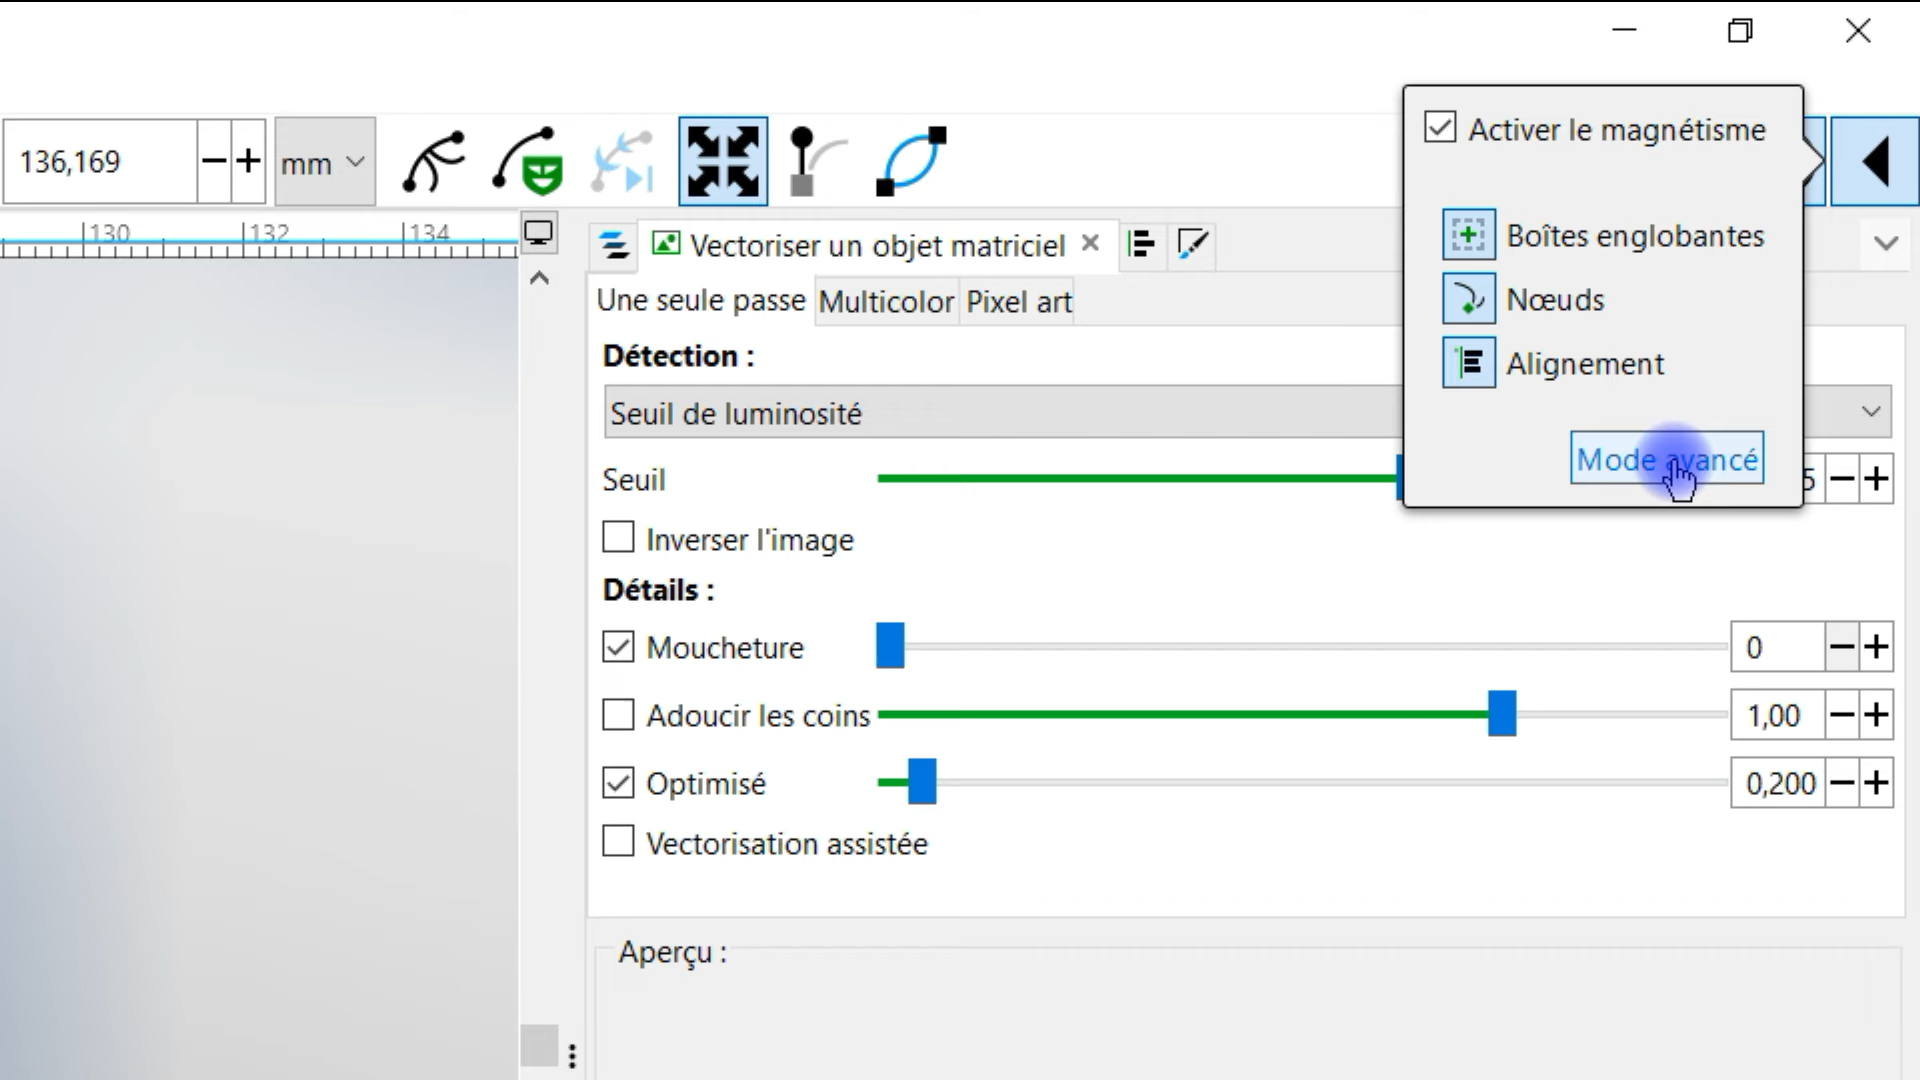 Activer le magnétisme
136,169
mm
Boîtes englobantes
Nœuds
Alignement
Mode avancé
130
132
134
Vectoriser un objet matriciel
Une seule passe
Multicolor
Pixel art
Détection :
Seuil de luminosité
Seuil
5
Inverser l'image
Détails :
Moucheture
0
Adoucir les coins
1,00
Optimisé
0,200
Vectorisation assistée
Aperçu :